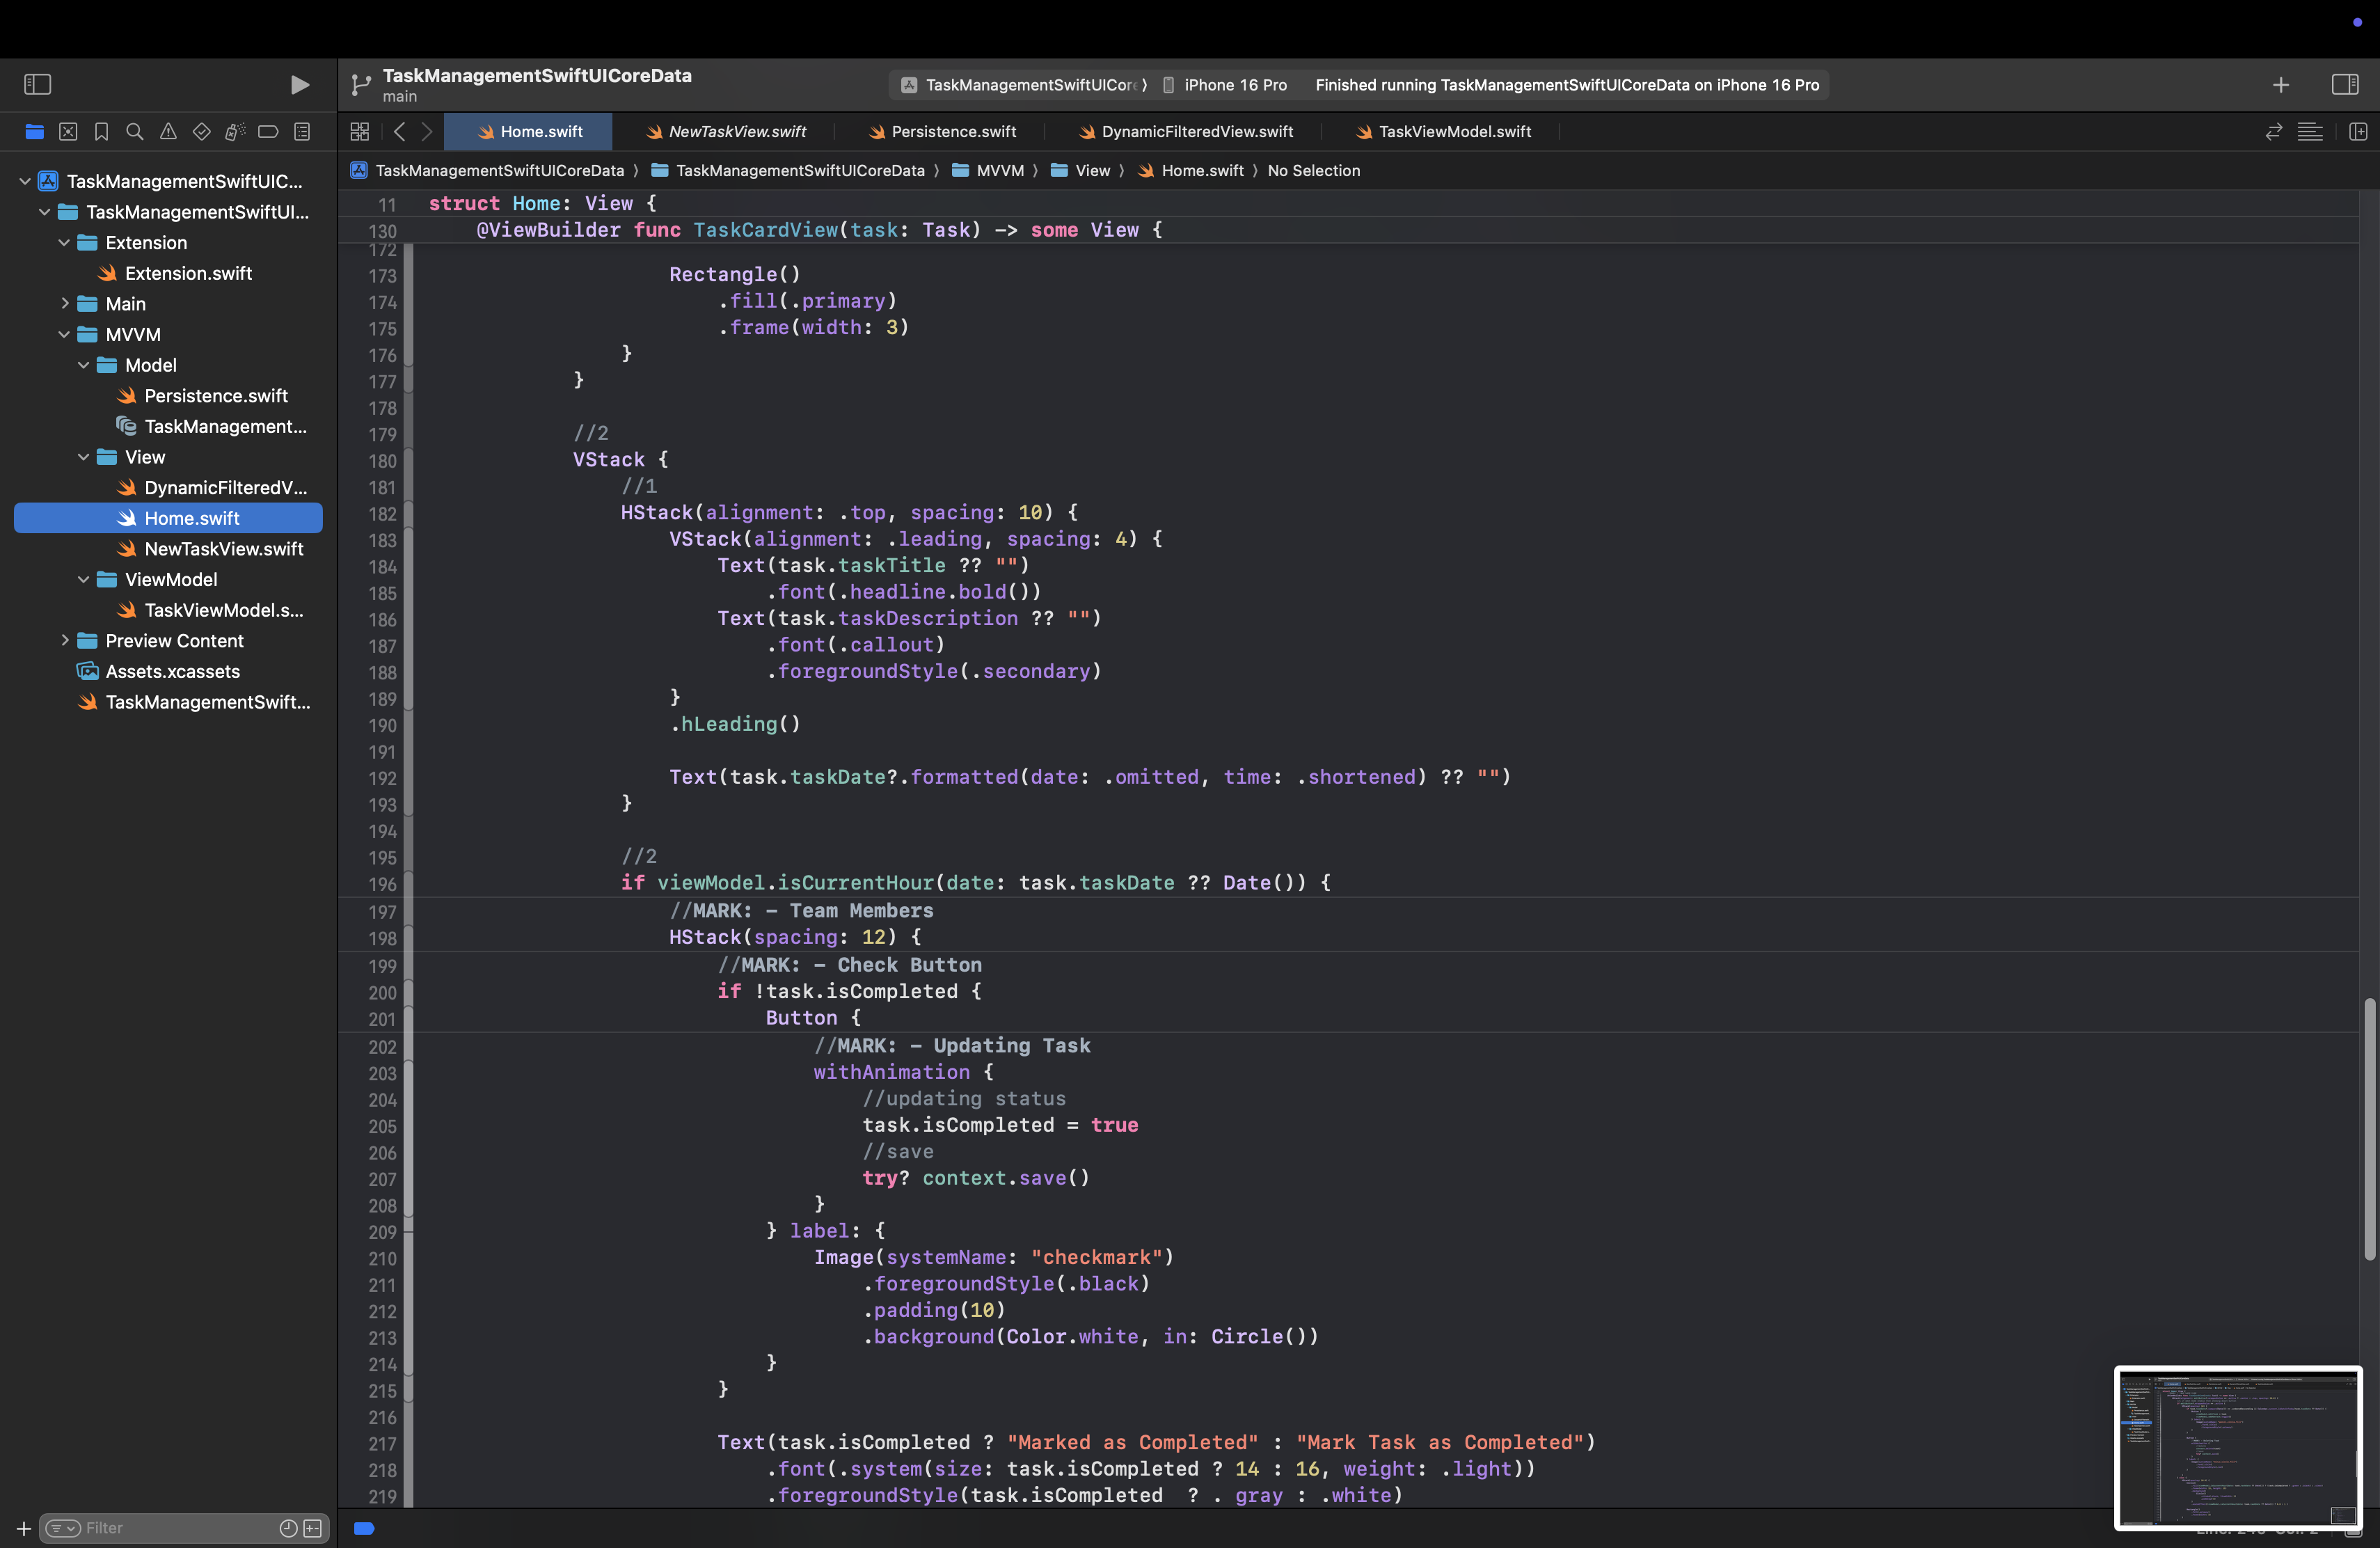 TaskManagementSwiftUICoreData
main
TaskManagementSwiftUICore
iPhone 16 Pro
Finished running TaskManagementSwiftUICoreData on iPhone 16 Pro
Home.swift
NewTaskView.swift
Persistence.swift
DynamicFilteredView.swift
TaskViewModel.swift
TaskManagementSwiftUICoreData
TaskManagementSwiftUICoreData
MVVM
View
Home.swift
No Selection
TaskManagementSwiftUIC...
TaskManagementSwiftUI...
Extension
Extension.swift
Main
MVVM
Model
Persistence.swift
TaskManagement...
View
DynamicFilteredV...
Home.swift
NewTaskView.swift
ViewModel
TaskViewModel.s...
Preview Content
Assets.xcassets
TaskManagementSwift...
Filter
11 struct Home: View {
130 @ViewBuilder func TaskCardView(task: Task) -> some View {
172
173 Rectangle()
174 .fill(.primary)
175 .frame(width: 3)
176 }
177 }
178
179 //2
180 VStack {
181 //1
182 HStack(alignment: .top, spacing: 10) {
183 VStack(alignment: .leading, spacing: 4) {
184 Text(task.taskTitle ?? "")
185 .font(.headline.bold())
186 Text(task.taskDescription ?? "")
187 .font(.callout)
188 .foregroundStyle(.secondary)
189 }
190 .hLeading()
191
192 Text(task.taskDate?.formatted(date: .omitted, time: .shortened) ?? "")
193 }
194
195 //2
196 if viewModel.isCurrentHour(date: task.taskDate ?? Date()) {
197 //MARK: - Team Members
198 HStack(spacing: 12) {
199 //MARK: - Check Button
200 if !task.isCompleted {
201 Button {
202 //MARK: - Updating Task
203 withAnimation {
204 //updating status
205 task.isCompleted = true
206 //save
207 try? context.save()
208 }
209 } label: {
210 Image(systemName: "checkmark")
211 .foregroundStyle(.black)
212 .padding(10)
213 .background(Color.white, in: Circle())
214 }
215 }
216
217 Text(task.isCompleted ? "Marked as Completed" : "Mark Task as Completed")
218 .font(.system(size: task.isCompleted ? 14 : 16, weight: .light))
219 .foregroundStyle(task.isCompleted  ? . gray : .white)